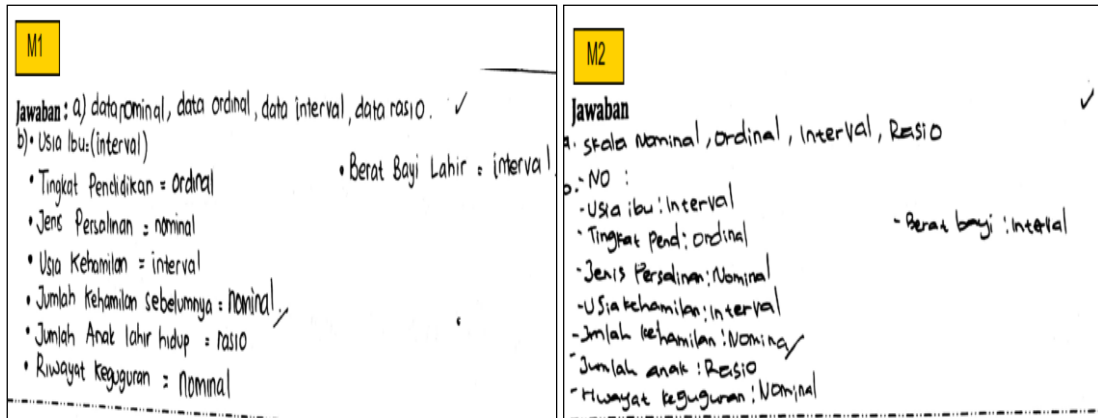 M1
Jawaban : a) data nominal, data ordinal, data interval, data rasio. ✓
b) • Usia Ibu : (interval)
• Tingkat Pendidikan = ordinal
• Jenis Persalinan = nominal
• Usia Kehamilan = interval
• Jumlah Kehamilan Sebelumnya = nominal
• Jumlah Anak lahir hidup = rasio
• Riwayat Keguguran = nominal
• Berat Bayi Lahir = interval
M2
Jawaban ✓
a. skala Nominal, ordinal, Interval, Rasio
b. - NO :
- Usia ibu : Interval
- Tingkat Pend : ordinal
- Jenis Persalinan : Nominal
- Usia kehamilan : Interval
- Jmlah kehamilan : Nominal
- Jumlah anak : Rasio
- Riwayat keguguran : Nominal
- Berat bayi : Interval